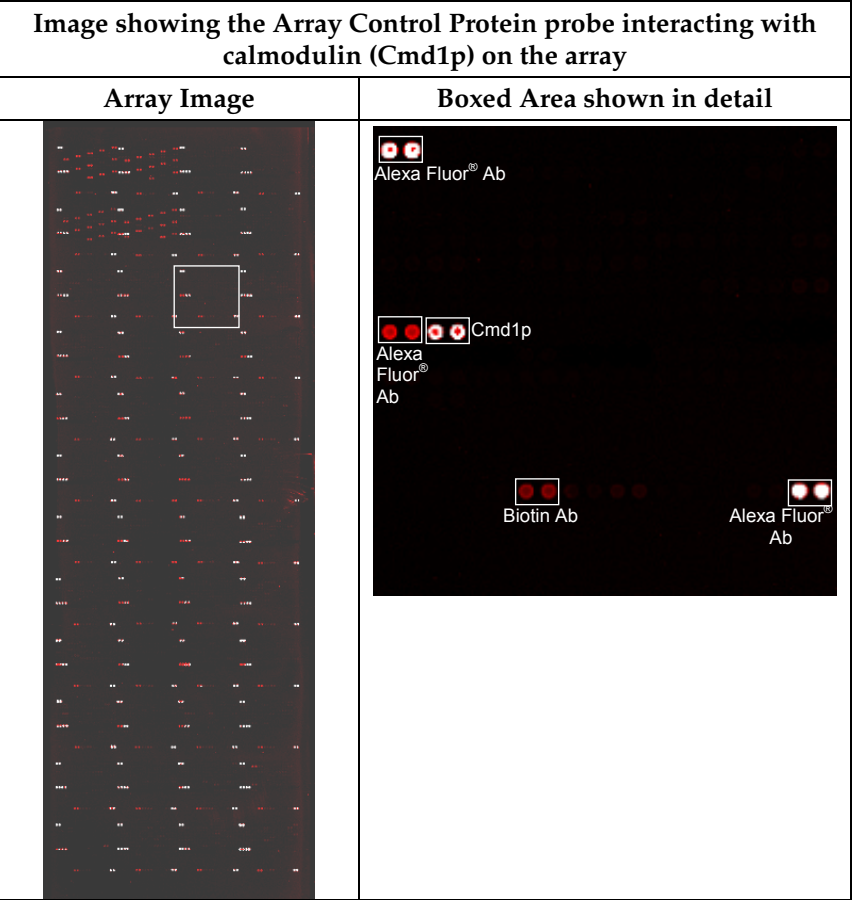 Image showing the Array Control Protein probe interacting with
calmodulin (Cmd1p) on the array
Array Image
Boxed Area shown in detail
Alexa Fluor® Ab
Cmd1p
Alexa
Fluor®
Ab
Biotin Ab
Alexa Fluor®
Ab